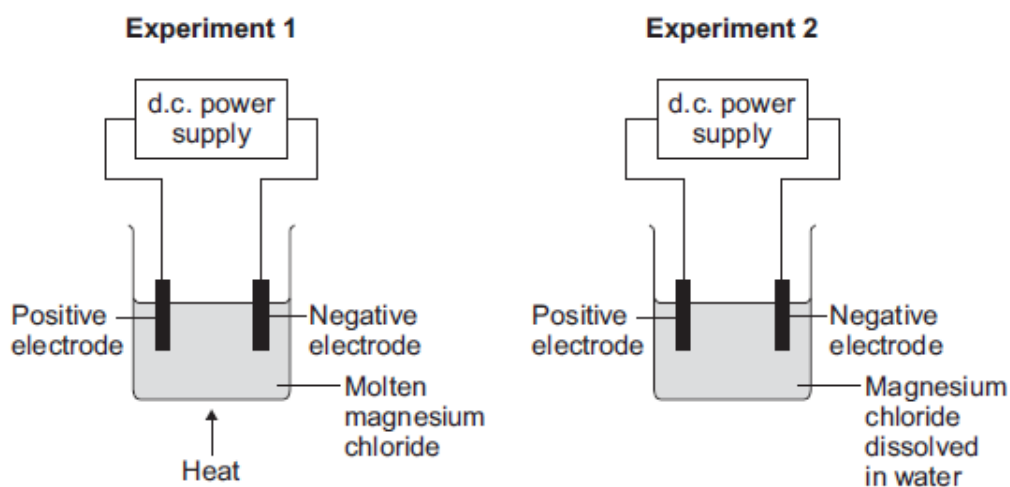 Experiment 1
d.c. power
supply
Positive
electrode
Negative
electrode
Molten
magnesium
chloride
Heat
Experiment 2
d.c. power
supply
Positive
electrode
Negative
electrode
Magnesium
chloride
dissolved
in water